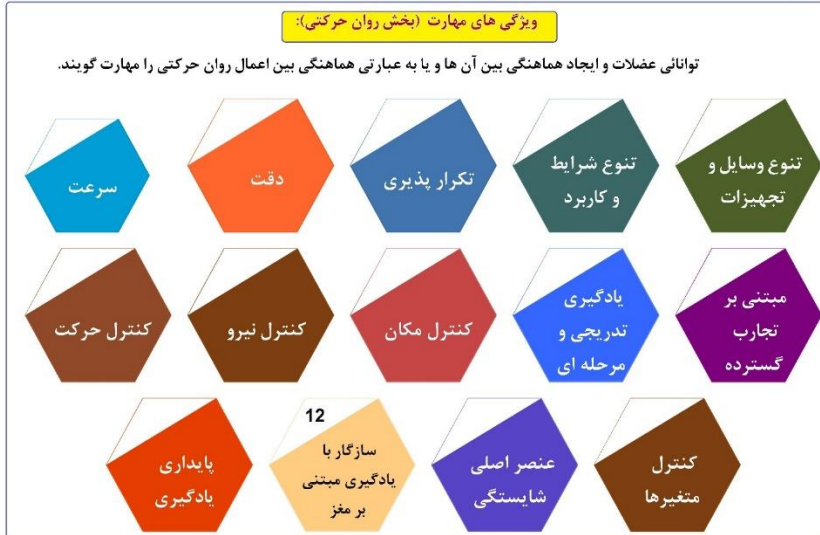 ویژگی های مهارت (بخش روان حرکتی):
توانائی عضلات و ایجاد هماهنگی بین آن ها و یا به عبارتی هماهنگی بین اعمال روان حرکتی را مهارت گویند.
تنوع وسایل و
تجهیزات
تنوع شرایط
و کاربرد
تکرار پذیری
دقت
سرعت
مبتنی بر
تجارب
گسترده
یادگیری
تدریجی و
مرحله ای
کنترل مکان
کنترل نیرو
کنترل حرکت
کنترل
متغیرها
عنصر اصلی
شایستگی
12
سازگار با
یادگیری مبتنی
بر مغز
پایداری
یادگیری